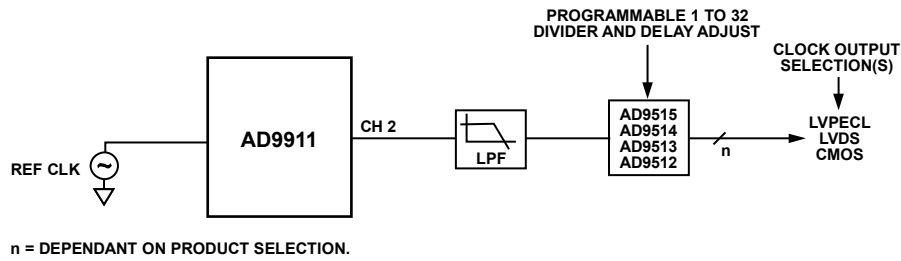 PROGRAMMABLE 1 TO 32
DIVIDER AND DELAY ADJUST
CLOCK OUTPUT
SELECTION(S)
AD9911
CH 2
LPF
AD9515
AD9514
AD9513
AD9512
n
LVPECL
LVDS
CMOS
REF CLK
~
n = DEPENDANT ON PRODUCT SELECTION.